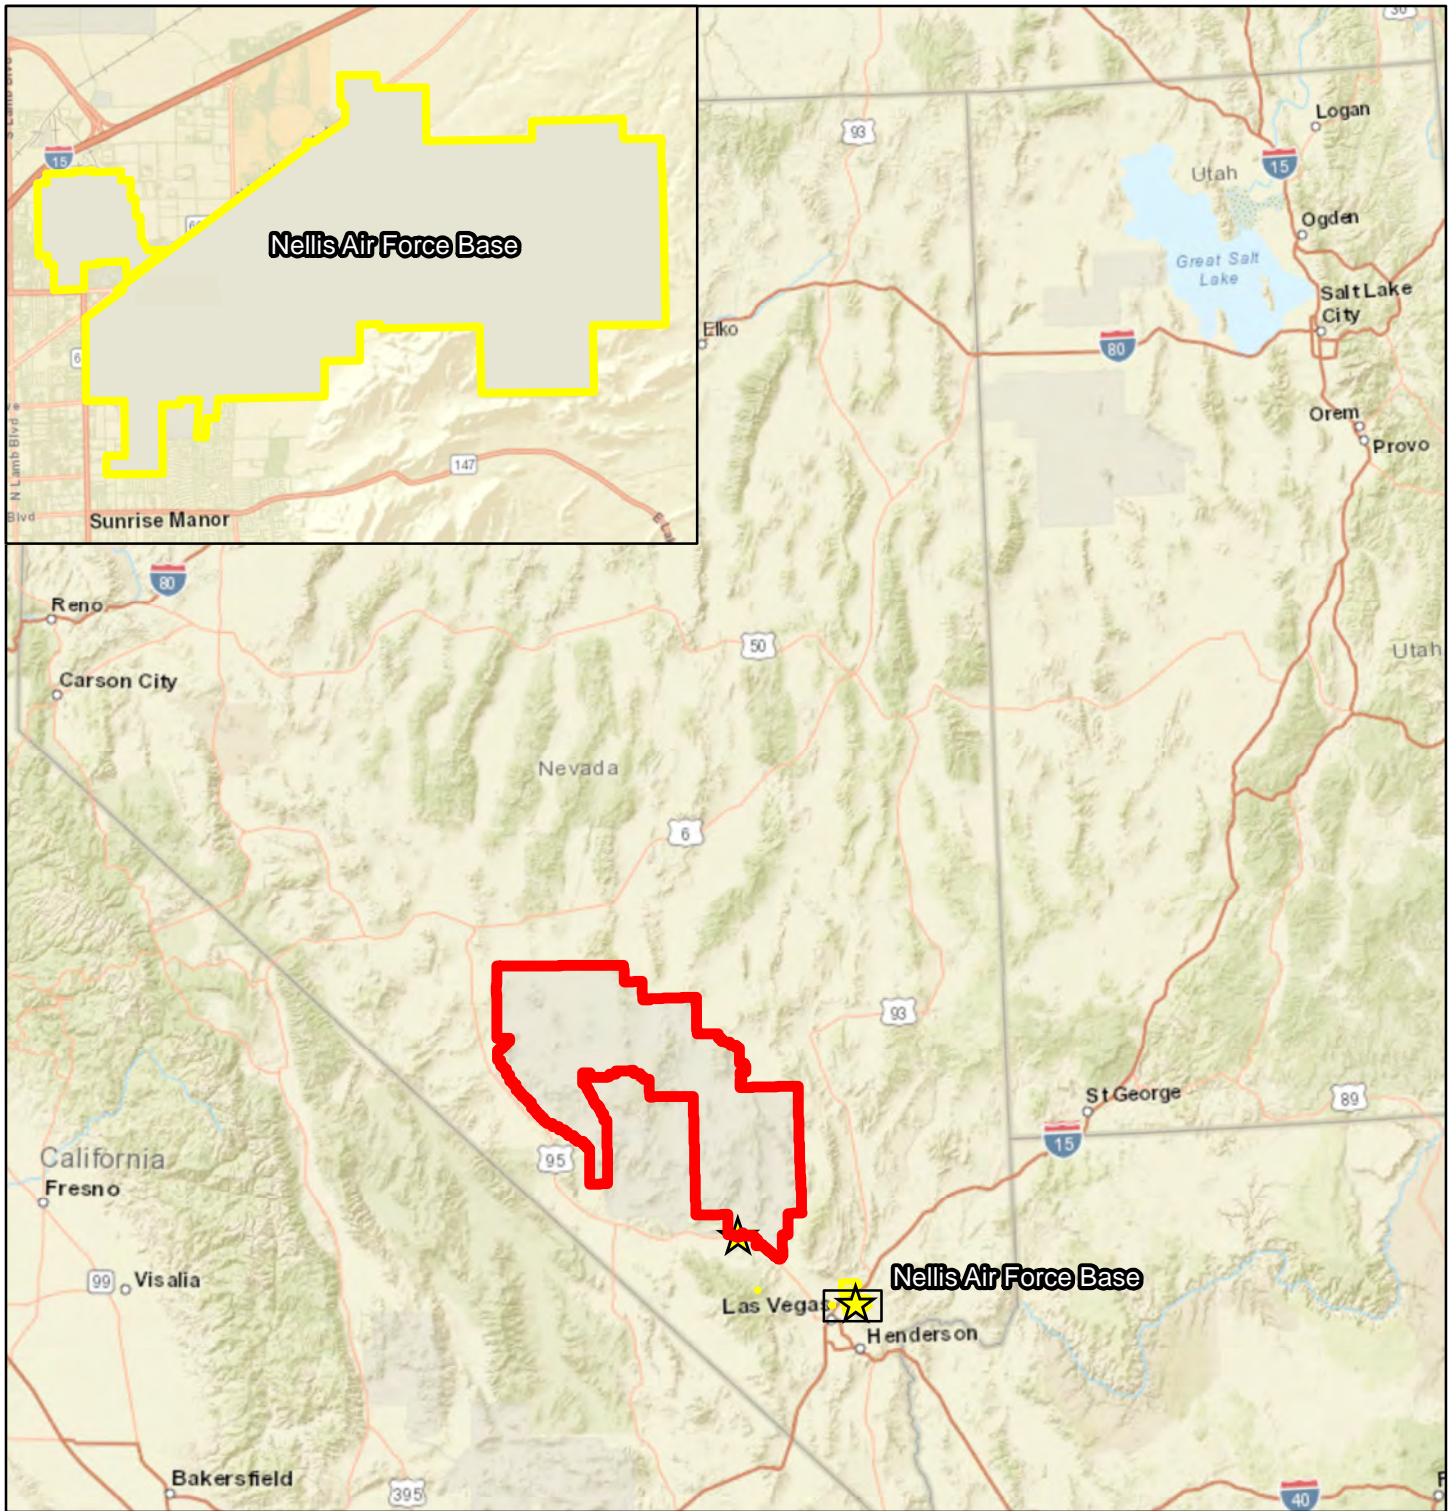 15
Nellis Air Force Base
147
N Lamb Blvd
Blvd
Sunrise Manor
93
Logan
Utah
15
Ogden
Great Salt
Lake
Salt Lake
City
Elko
80
Orem
Provo
80
Reno
50
Utah
Carson City
Nevada
6
93
St George
89
15
95
California
Fresno
99
Visalia
Nellis Air Force Base
Las Vegas
Henderson
Bakersfield
395
40